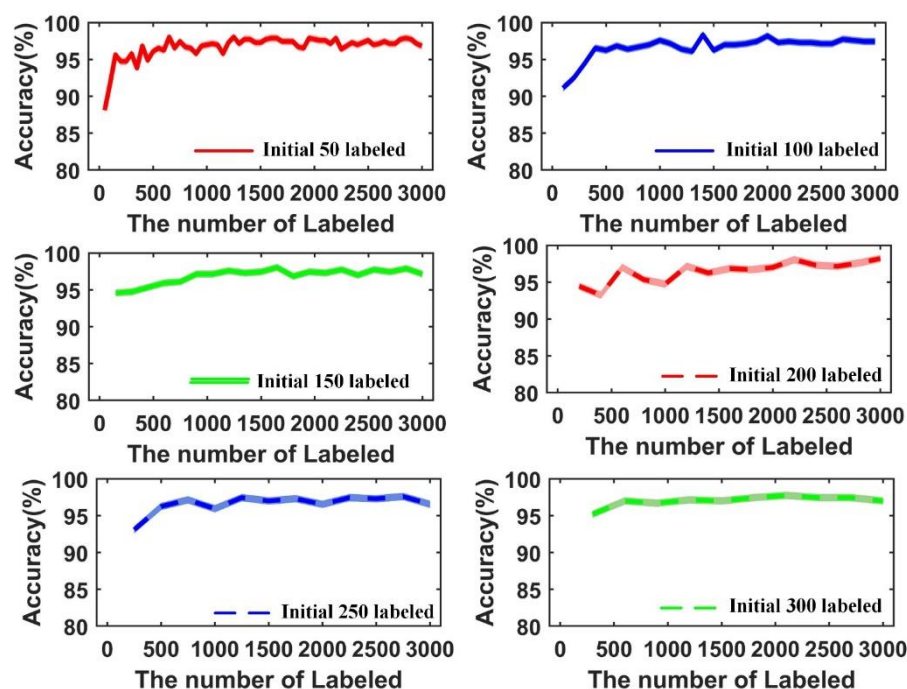 100
95
90
85
80
Accuracy(%)
Initial 50 labeled
0 500 1000 1500 2000 2500 3000
The number of Labeled
100
95
90
85
80
Accuracy(%)
Initial 100 labeled
0 500 1000 1500 2000 2500 3000
The number of Labeled
100
95
90
85
80
Accuracy(%)
Initial 150 labeled
0 500 1000 1500 2000 2500 3000
The number of Labeled
100
95
90
85
80
Accuracy(%)
Initial 200 labeled
0 500 1000 1500 2000 2500 3000
The number of Labeled
100
95
90
85
80
Accuracy(%)
Initial 250 labeled
0 500 1000 1500 2000 2500 3000
The number of Labeled
100
95
90
85
80
Accuracy(%)
Initial 300 labeled
0 500 1000 1500 2000 2500 3000
The number of Labeled